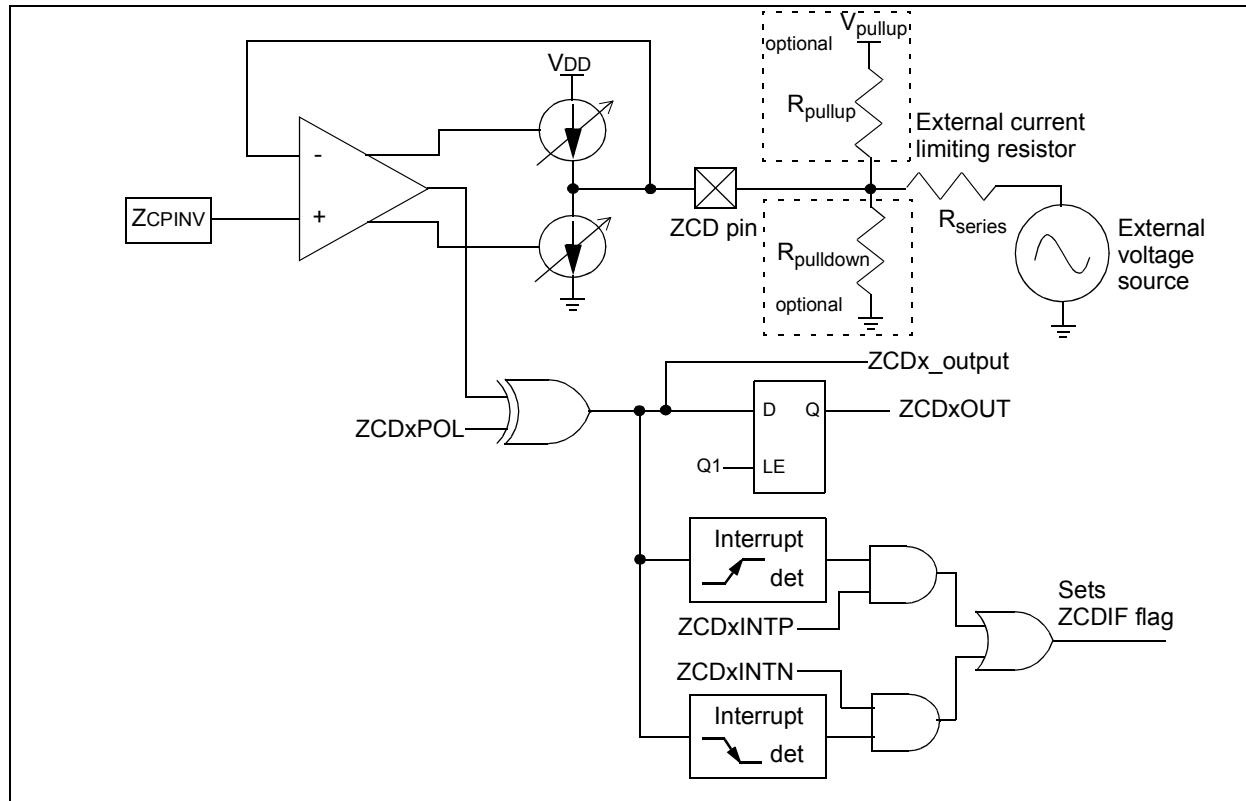 optional
Vpullup
VDD
Rpullup
External current
limiting resistor
-
ZCPINV
+
ZCD pin
Rseries
Rpulldown
External
voltage
source
optional
ZCDx_output
ZCDxPOL
D
Q
ZCDxOUT
Q1
LE
Interrupt
det
ZCDxINTP
Sets
ZCDIF flag
ZCDxINTN
Interrupt
det